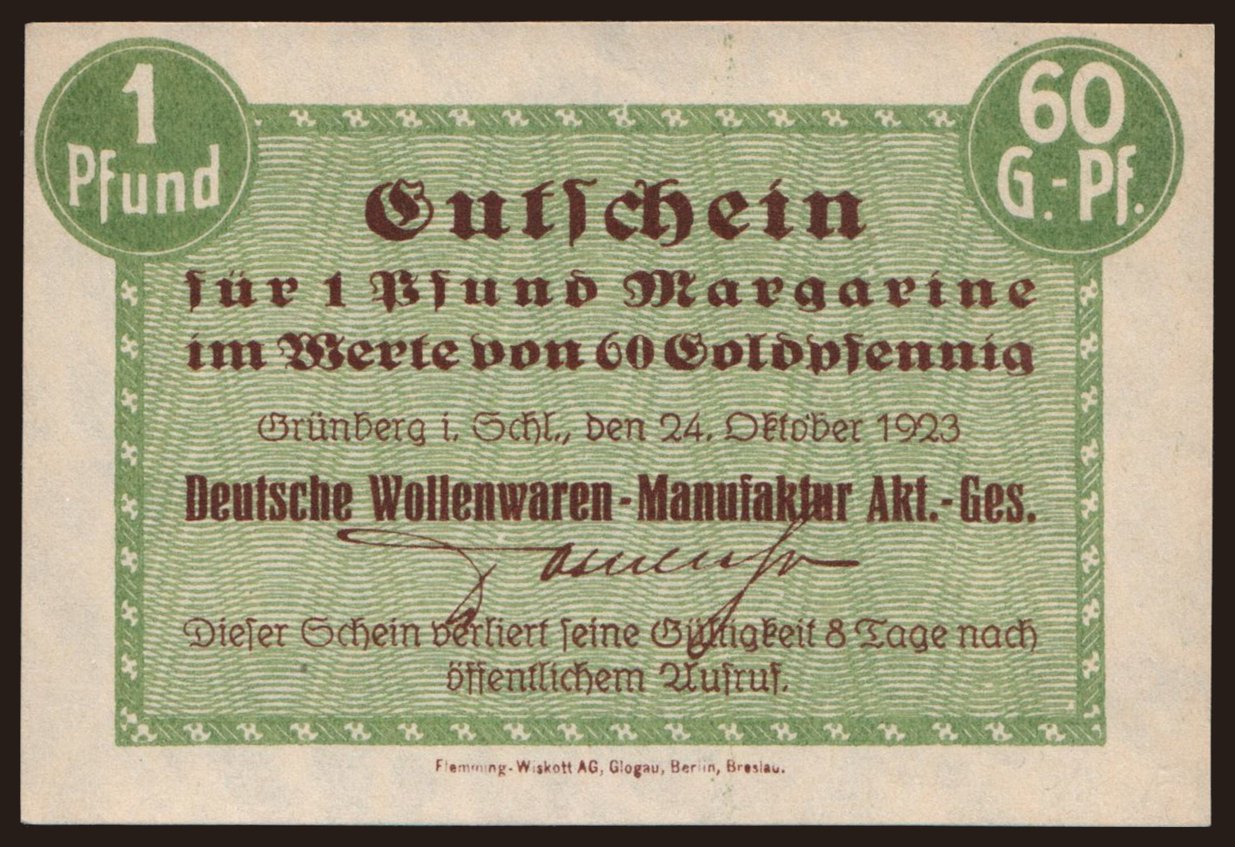 1
Pfund
60
G.-Pf.
Gutschein
für 1 Pfund Margarine
im Werte von 60 Goldpfennig
Grünberg i. Schl., den 24. Oktober 1923
Deutsche Wollenwaren-Manufaktur Akt.-Ges.
Dieser Schein verliert seine Gültigkeit 8 Tage nach
öffentlichem Aufruf.
Flemming-Wiskott AG, Glogau, Berlin, Breslau.